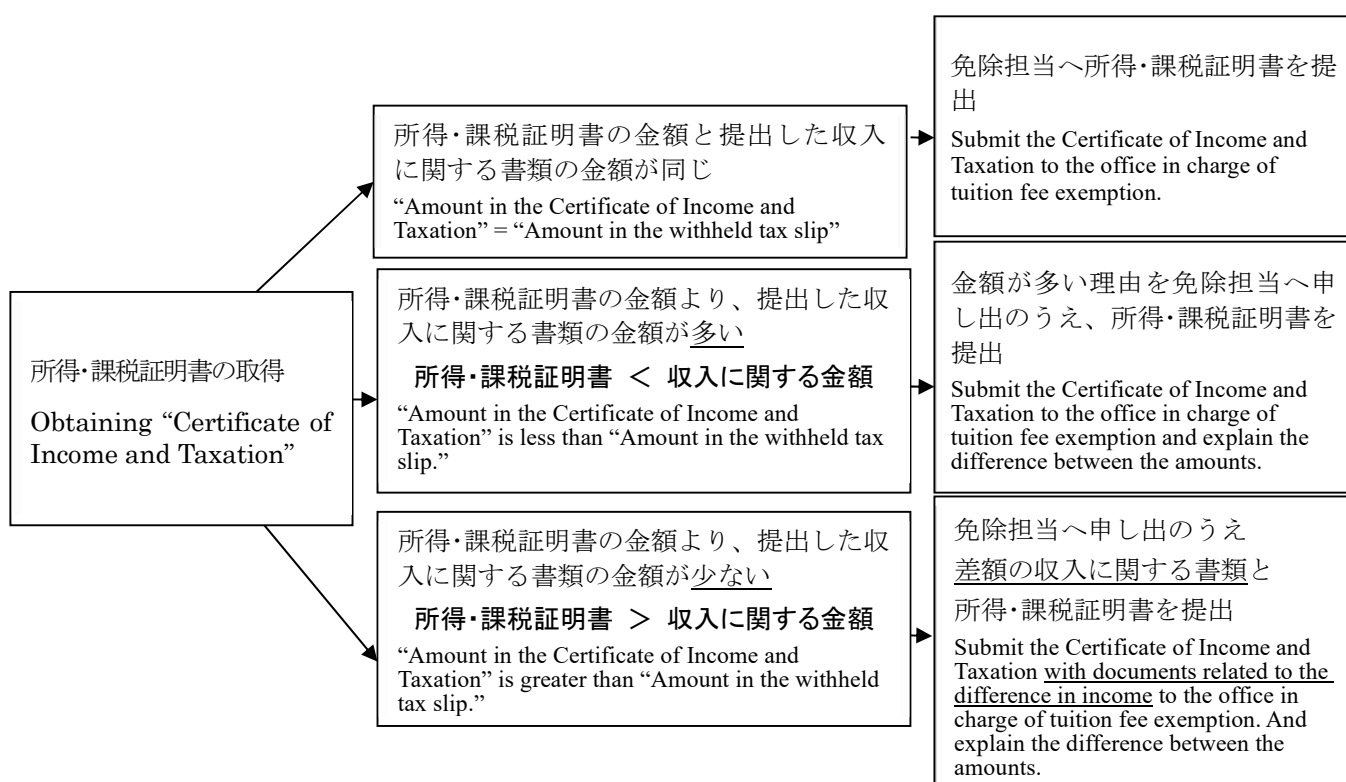 所得・課税証明書の取得
Obtaining “Certificate of
Income and Taxation”
所得・課税証明書の金額と提出した収入
に関する書類の金額が同じ
“Amount in the Certificate of Income and
Taxation” = “Amount in the withheld tax slip”
免除担当へ所得・課税証明書を提
出
Submit the Certificate of Income and
Taxation to the office in charge of
tuition fee exemption.
所得・課税証明書の金額より、提出した収
入に関する書類の金額が多い
所得・課税証明書 ＜ 収入に関する金額
“Amount in the Certificate of Income and
Taxation” is less than “Amount in the withheld tax
slip.”
金額が多い理由を免除担当へ申
し出のうえ、所得・課税証明書を
提出
Submit the Certificate of Income and
Taxation to the office in charge of
tuition fee exemption and explain the
difference between the amounts.
所得・課税証明書の金額より、提出した収
入に関する書類の金額が少ない
所得・課税証明書 ＞ 収入に関する金額
“Amount in the Certificate of Income and
Taxation” is greater than “Amount in the withheld
tax slip.”
免除担当へ申し出のうえ
差額の収入に関する書類と
所得・課税証明書を提出
Submit the Certificate of Income and
Taxation with documents related to the
difference in income to the office in
charge of tuition fee exemption. And
explain the difference between the
amounts.